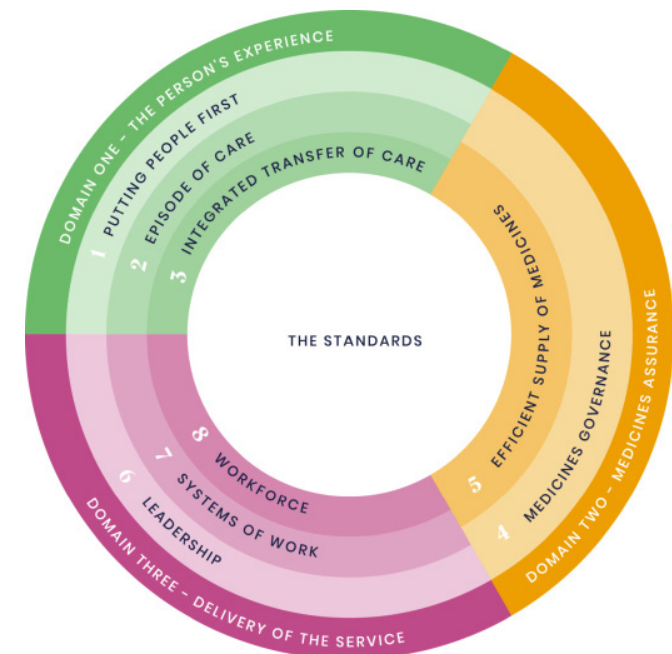 DOMAIN ONE - THE PERSON'S EXPERIENCE
1 PUTTING PEOPLE FIRST
2 EPISODE OF CARE
3 INTEGRATED TRANSFER OF CARE
THE STANDARDS
DOMAIN TWO - MEDICINES ASSURANCE
4 MEDICINES GOVERNANCE
5 EFFICIENT SUPPLY OF MEDICINES
DOMAIN THREE - DELIVERY OF THE SERVICE
6 LEADERSHIP
7 SYSTEMS OF WORK
8 WORKFORCE